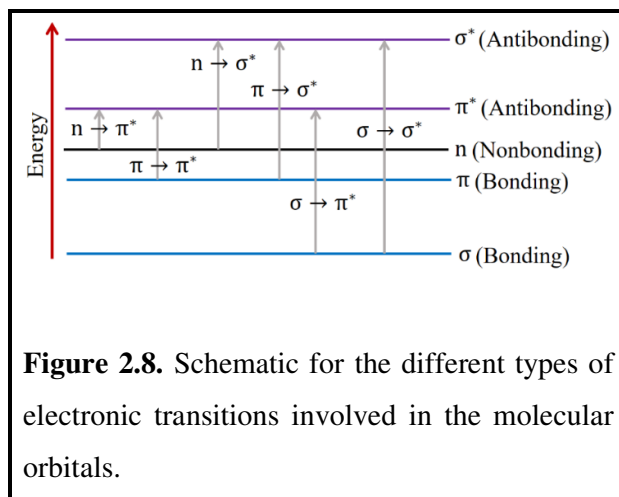 σ* (Antibonding)
n → σ*
π → σ*
π* (Antibonding)
n → π*
σ → σ*
n (Nonbonding)
π → π*
π (Bonding)
σ → π*
σ (Bonding)
Energy
Figure 2.8. Schematic for the different types of
electronic transitions involved in the molecular
orbitals.